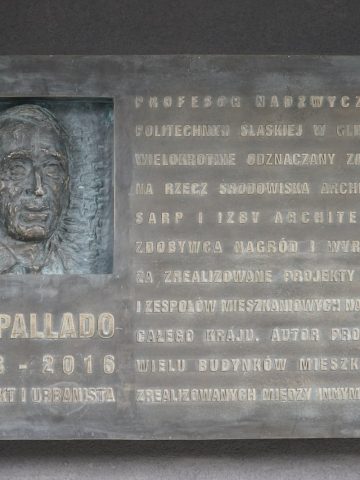 PROFESOR NADZWYCZ
POLITECHNIKI ŚLĄSKIEJ W GLI
WIELOKROTNIE ODZNACZANY ZA
NA RZECZ ŚRODOWISKA ARCHI
SARP I IZBY ARCHITE
ZDOBYWCA NAGRÓD I WYR
ZA ZREALIZOWANE PROJEKTY
I ZESPOŁÓW MIESZKANIOWYCH NA
CAŁEGO KRAJU. AUTOR PRO
WIELU BUDYNKÓW MIESZK
ZREALIZOWANYCH MIĘDZY INNYM
PALLADO
- 2016
KT I URBANISTA